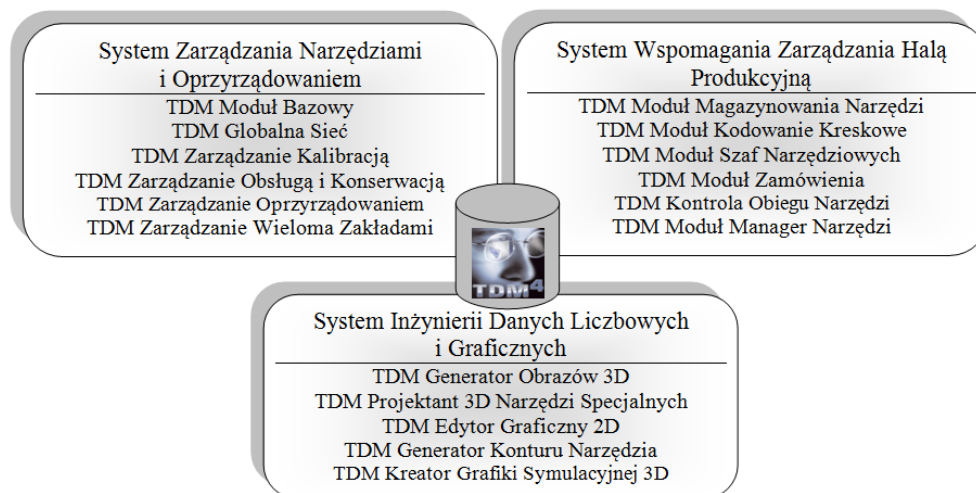 System Zarządzania Narzędziami
i Oprzyrządowaniem
TDM Moduł Bazowy
TDM Globalna Sieć
TDM Zarządzanie Kalibracją
TDM Zarządzanie Obsługą i Konserwacją
TDM Zarządzanie Oprzyrządowaniem
TDM Zarządzanie Wieloma Zakładami
System Wspomagania Zarządzania Halą
Produkcyjną
TDM Moduł Magazynowania Narzędzi
TDM Moduł Kodowanie Kreskowe
TDM Moduł Szaf Narzędziowych
TDM Moduł Zamówienia
TDM Kontrola Obiegu Narzędzi
TDM Moduł Manager Narzędzi
TDM4
System Inżynierii Danych Liczbowych
i Graficznych
TDM Generator Obrazów 3D
TDM Projektant 3D Narzędzi Specjalnych
TDM Edytor Graficzny 2D
TDM Generator Konturu Narzędzia
TDM Kreator Grafiki Symulacyjnej 3D